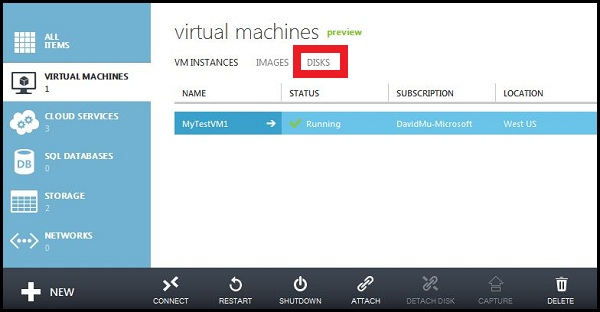 ALL
ITEMS
VIRTUAL MACHINES
1
CLOUD SERVICES
3
DB
SQL DATABASES
0
STORAGE
2
NETWORKS
0
virtual machines preview
VM INSTANCES IMAGES DISKS
NAME STATUS SUBSCRIPTION LOCATION
MyTestVM1 Running DavidMu-Microsoft West US
NEW CONNECT RESTART SHUTDOWN ATTACH DETACH DISK CAPTURE DELETE